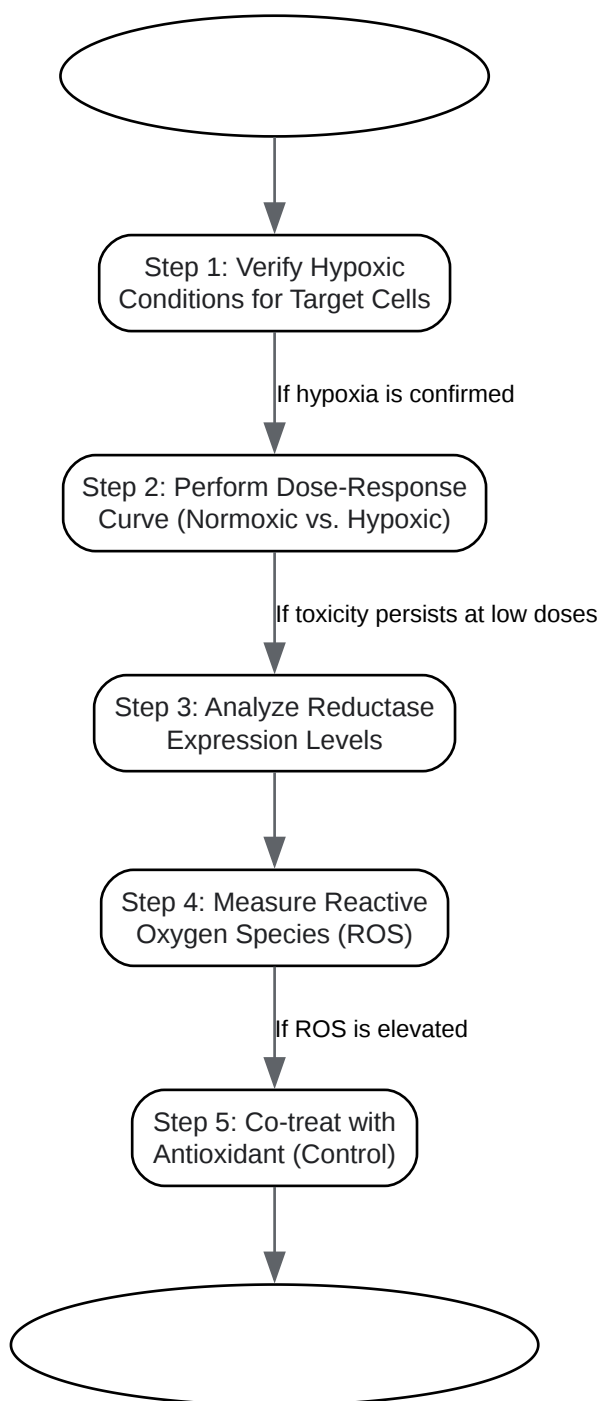 Step 1: Verify Hypoxic
Conditions for Target Cells
If hypoxia is confirmed
Step 2: Perform Dose-Response
Curve (Normoxic vs. Hypoxic)
If toxicity persists at low doses
Step 3: Analyze Reductase
Expression Levels
Step 4: Measure Reactive
Oxygen Species (ROS)
If ROS is elevated
Step 5: Co-treat with
Antioxidant (Control)